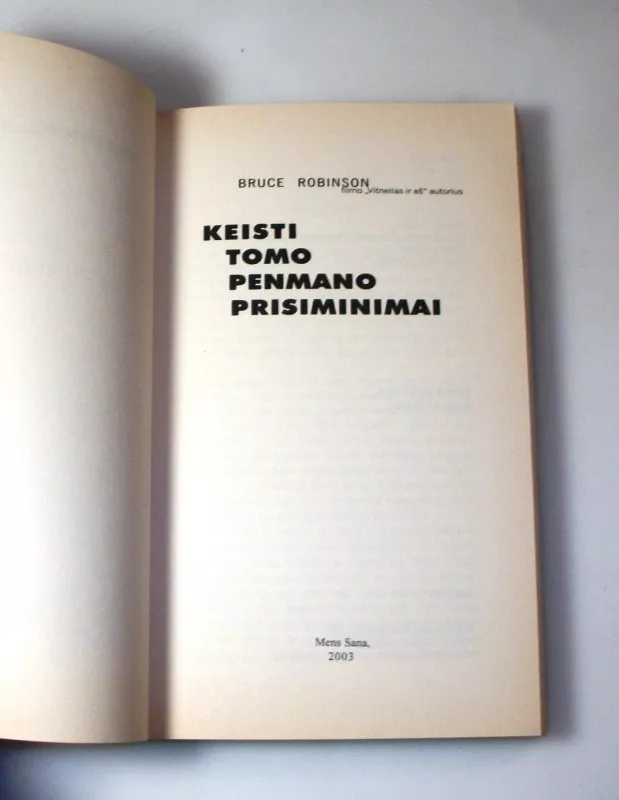 BRUCE ROBINSON
filmo „Vitneilas ir aš" autorius
KEISTI
TOMO
PENMANO
PRISIMINIMAI
Mens Sana,
2003